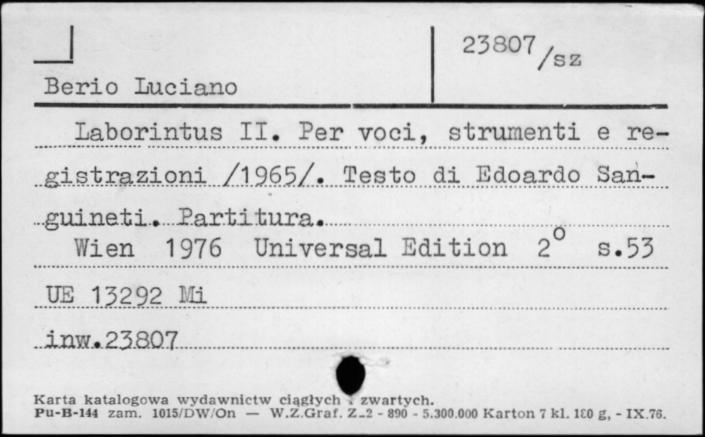 23807/sz
Berio Luciano
Laborintus II. Per voci, strumenti e re-
gistrazioni /1965/. Testo di Edoardo San-
guineti. Partitura.
Wien 1976 Universal Edition 2° s.53
UE 13292 Mi
inw.23807
Karta katalogowa wydawnictw ciągłych i zwartych.
Pu-B-144 zam. 1015/DW/On — W.Z.Graf. Z-2 - 890 - 5.300.000 Karton 7 kl. 180 g, - IX.76.